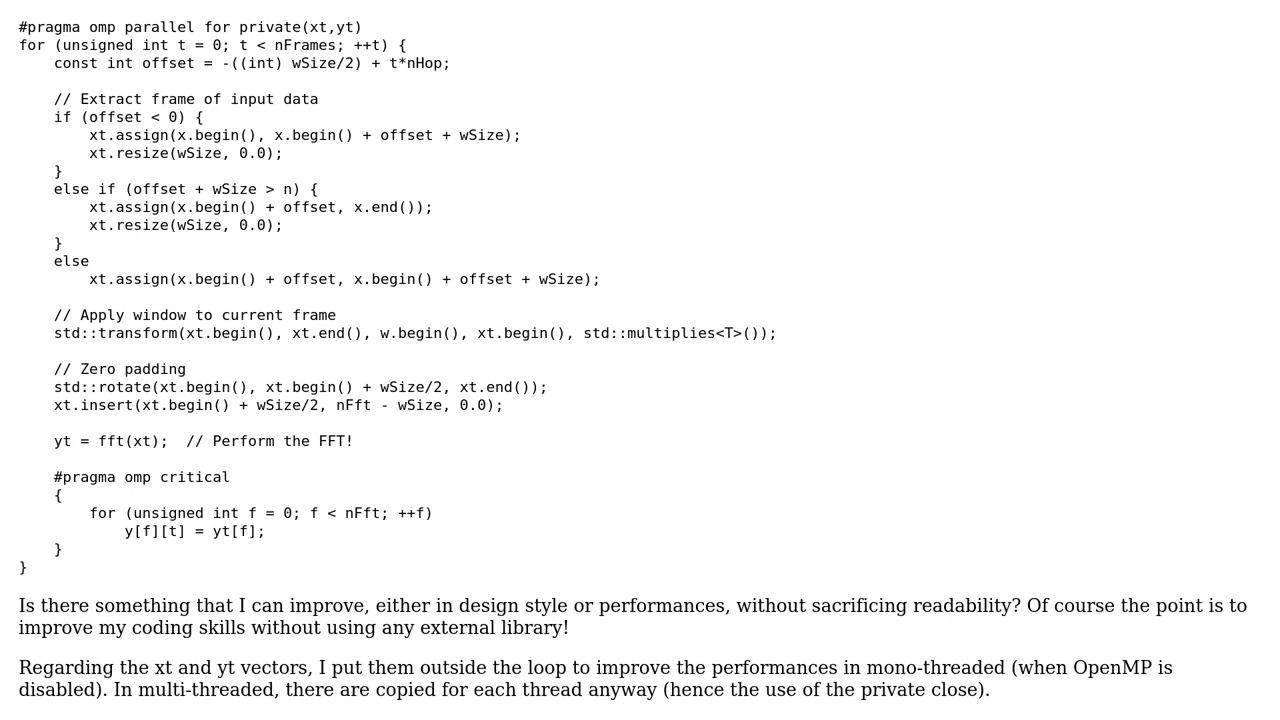 #pragma omp parallel for private(xt,yt)
for (unsigned int t = 0; t < nFrames; ++t) {
    const int offset = -((int) wSize/2) + t*nHop;

    // Extract frame of input data
    if (offset < 0) {
        xt.assign(x.begin(), x.begin() + offset + wSize);
        xt.resize(wSize, 0.0);
    }
    else if (offset + wSize > n) {
        xt.assign(x.begin() + offset, x.end());
        xt.resize(wSize, 0.0);
    }
    else
        xt.assign(x.begin() + offset, x.begin() + offset + wSize);

    // Apply window to current frame
    std::transform(xt.begin(), xt.end(), w.begin(), xt.begin(), std::multiplies<T>());

    // Zero padding
    std::rotate(xt.begin(), xt.begin() + wSize/2, xt.end());
    xt.insert(xt.begin() + wSize/2, nFft - wSize, 0.0);

    yt = fft(xt);  // Perform the FFT!

    #pragma omp critical
    {
        for (unsigned int f = 0; f < nFft; ++f)
            y[f][t] = yt[f];
    }
}
Is there something that I can improve, either in design style or performances, without sacrificing readability? Of course the point is to
improve my coding skills without using any external library!
Regarding the xt and yt vectors, I put them outside the loop to improve the performances in mono-threaded (when OpenMP is
disabled). In multi-threaded, there are copied for each thread anyway (hence the use of the private close).